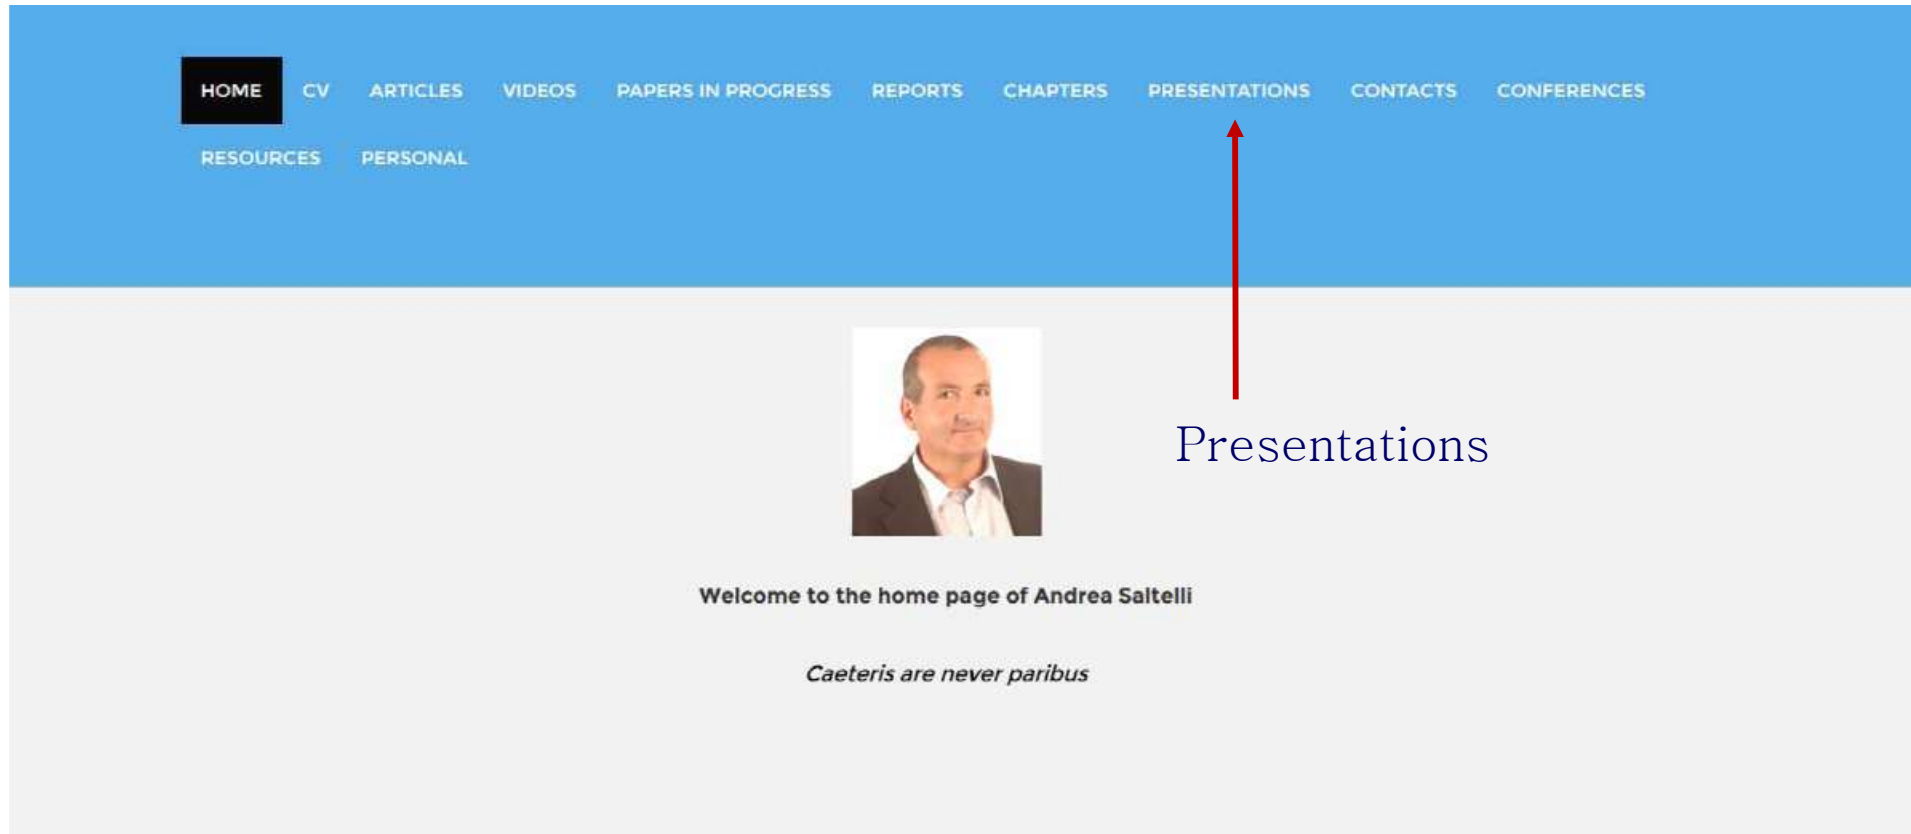 HOME CV ARTICLES VIDEOS PAPERS IN PROGRESS REPORTS CHAPTERS PRESENTATIONS CONTACTS CONFERENCES
RESOURCES PERSONAL
Presentations
Welcome to the home page of Andrea Saltelli
Caeteris are never paribus